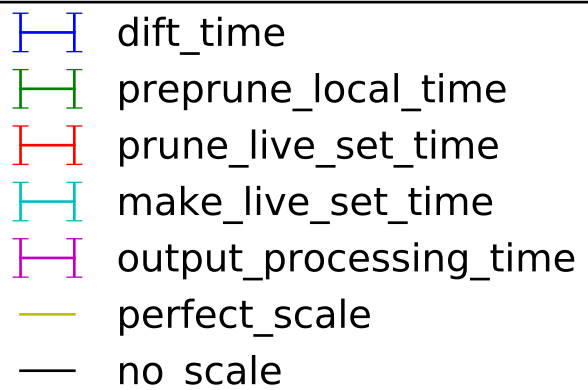 dift_time
preprune_local_time
prune_live_set_time
make_live_set_time
output_processing_time
perfect_scale
no_scale